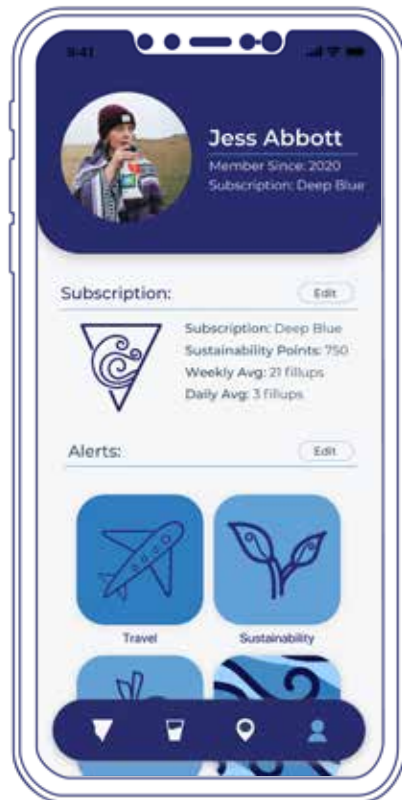 9:41
Jess Abbott
Member Since: 2020
Subscription: Deep Blue
Subscription:
Edit
Subscription: Deep Blue
Sustainability Points: 750
Weekly Avg: 21 fillups
Daily Avg: 3 fillups
Alerts:
Edit
Travel
Sustainability